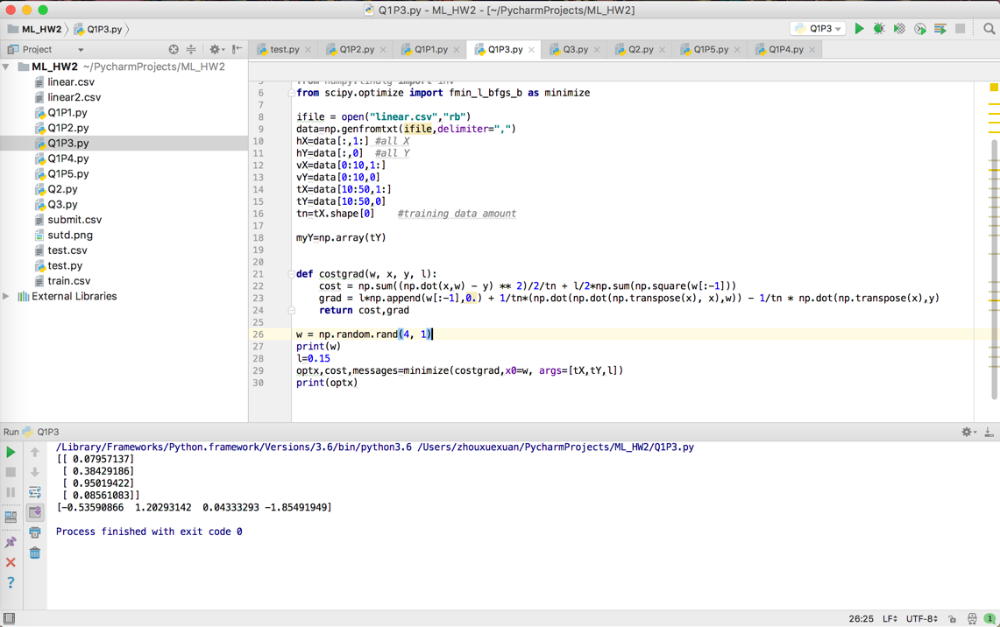 Q1P3.py - ML_HW2 - [~/PycharmProjects/ML_HW2]
ML_HW2 Q1P3.py Q1P3
Project
test.py Q1P2.py Q1P1.py Q1P3.py Q3.py Q2.py Q1P5.py Q1P4.py
ML_HW2 ~/PycharmProjects/ML_HW2
linear.csv
linear2.csv
Q1P1.py
Q1P2.py
Q1P3.py
Q1P4.py
Q1P5.py
Q2.py
Q3.py
submit.csv
sutd.png
test.csv
test.py
train.csv
External Libraries
5 from numpy.linalg import inv
6 from scipy.optimize import fmin_l_bfgs_b as minimize
7
8 ifile = open("linear.csv","rb")
9 data=np.genfromtxt(ifile,delimiter=",")
10 hX=data[:,1:] #all X
11 hY=data[:,0] #all Y
12 vX=data[0:10,1:]
13 vY=data[0:10,0]
14 tX=data[10:50,1:]
15 tY=data[10:50,0]
16 tn=tX.shape[0] #training data amount
17
18 myY=np.array(tY)
19
20
21 def costgrad(w, x, y, l):
22 cost = np.sum((np.dot(x,w) - y) ** 2)/2/tn + l/2*np.sum(np.square(w[:-1]))
23 grad = l*np.append(w[:-1],0.) + 1/tn*(np.dot(np.dot(np.transpose(x), x),w)) - 1/tn * np.dot(np.transpose(x),y)
24 return cost,grad
25
26 w = np.random.rand(4, 1)
27 print(w)
28 l=0.15
29 optx,cost,messages=minimize(costgrad,x0=w, args=[tX,tY,l])
30 print(optx)
Run Q1P3
/Library/Frameworks/Python.framework/Versions/3.6/bin/python3.6 /Users/zhouxuexuan/PycharmProjects/ML_HW2/Q1P3.py
[[ 0.07957137]
[ 0.38429186]
[ 0.95019422]
[ 0.08561083]]
[-0.53590866 1.20293142 0.04333293 -1.85491949]
Process finished with exit code 0
26:25 LF UTF-8 1